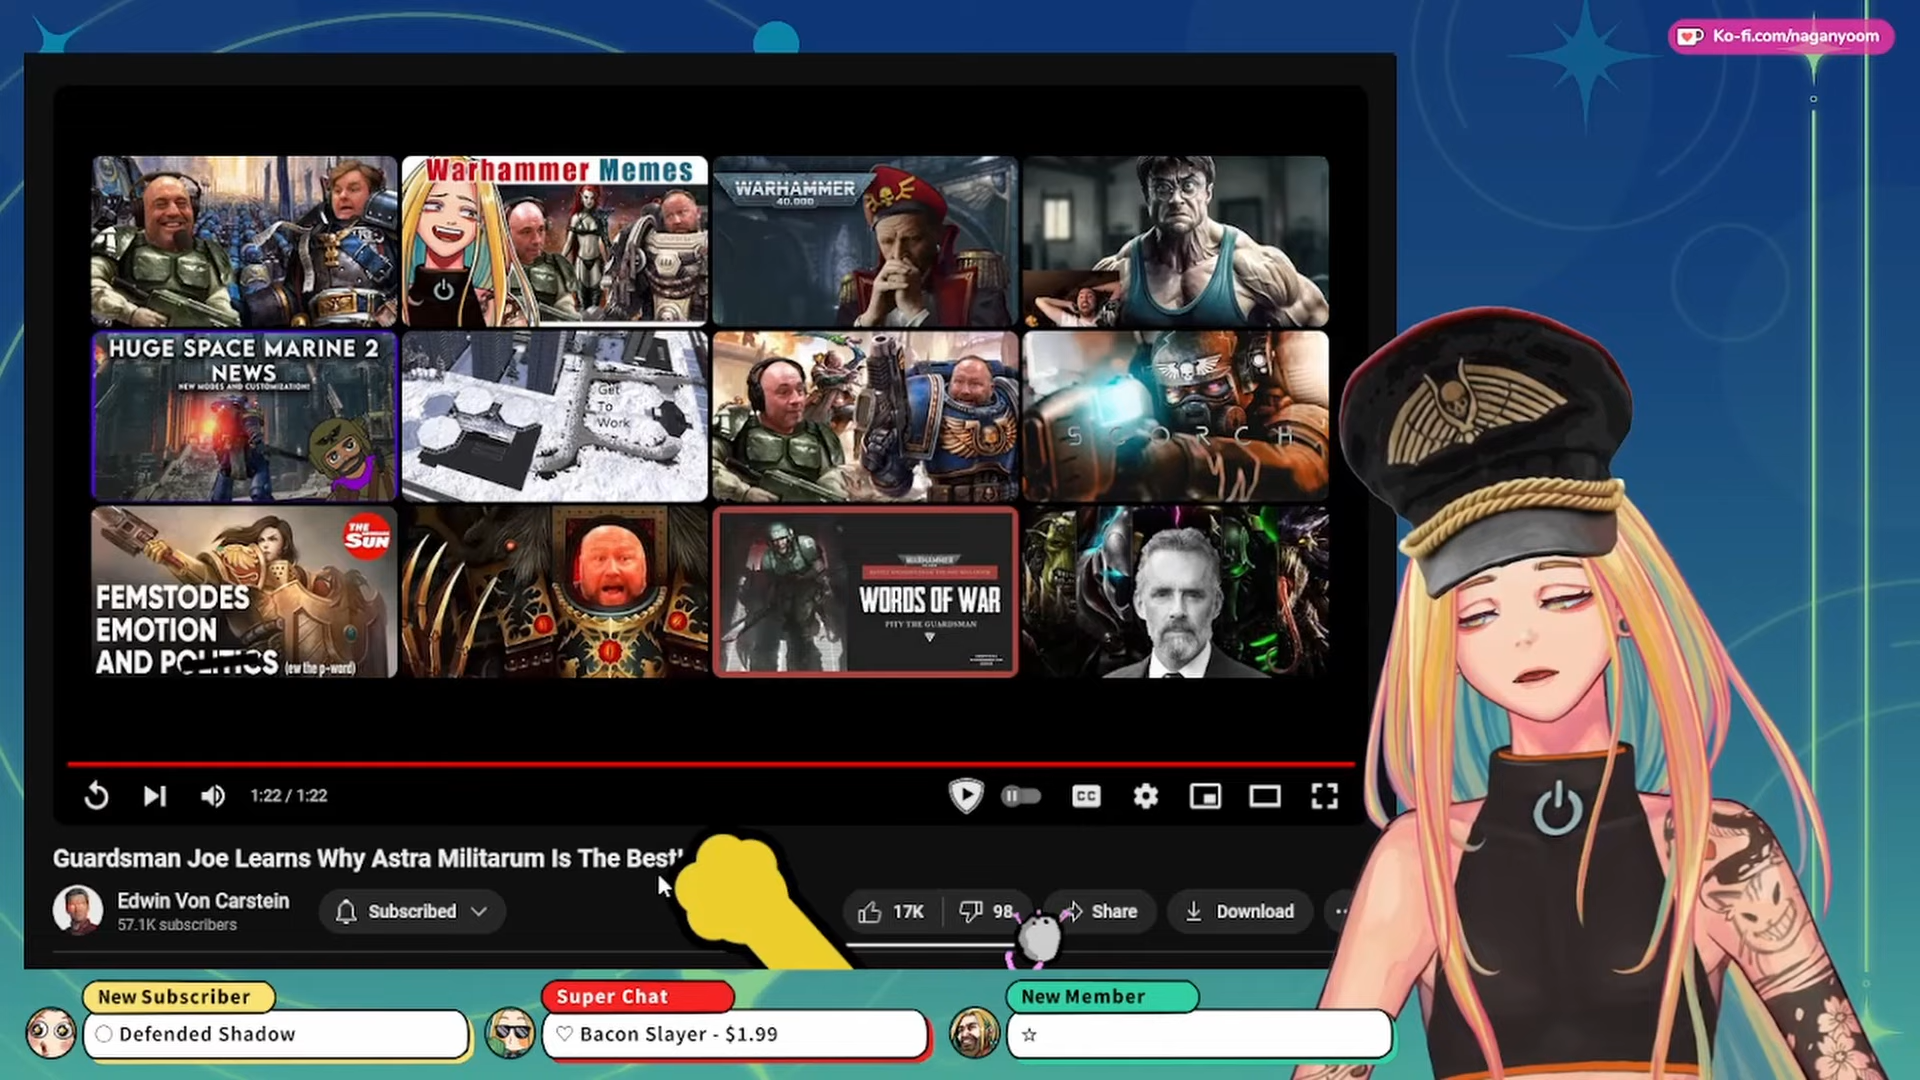 Ko-fi.com/naganyoom
Warhammer Memes
WARHAMMER
40,000
HUGE SPACE MARINE 2
NEWS
NEW MODES AND CUSTOMIZATION!
Get
To
Work
SCORCH
THE
SUN
FEMSTODES
EMOTION
AND POLITICS (ew the p-word)
WARHAMMER
WORDS OF WAR
PITY THE GUARDSMAN
1:22 / 1:22
CC
Guardsman Joe Learns Why Astra Militarum Is The Best!
Edwin Von Carstein
57.1K subscribers
Subscribed
17K
98
Share
Download
New Subscriber
Defended Shadow
Super Chat
Bacon Slayer - $1.99
New Member